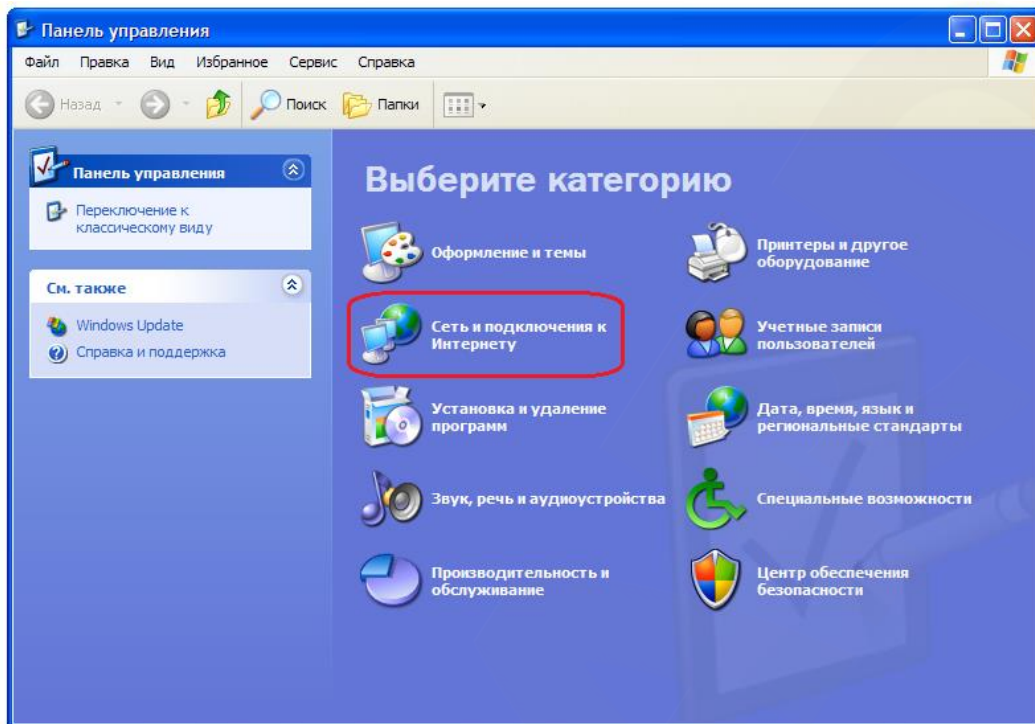 Панель управления
Файл Правка Вид Избранное Сервис Справка
Назад Поиск Папки
Панель управления
Переключение к
классическому виду
См. также
Windows Update
Справка и поддержка
Выберите категорию
Оформление и темы
Принтеры и другое
оборудование
Сеть и подключения к
Интернету
Учетные записи
пользователей
Установка и удаление
программ
Дата, время, язык и
региональные стандарты
Звук, речь и аудиоустройства
Специальные возможности
Производительность и
обслуживание
Центр обеспечения
безопасности